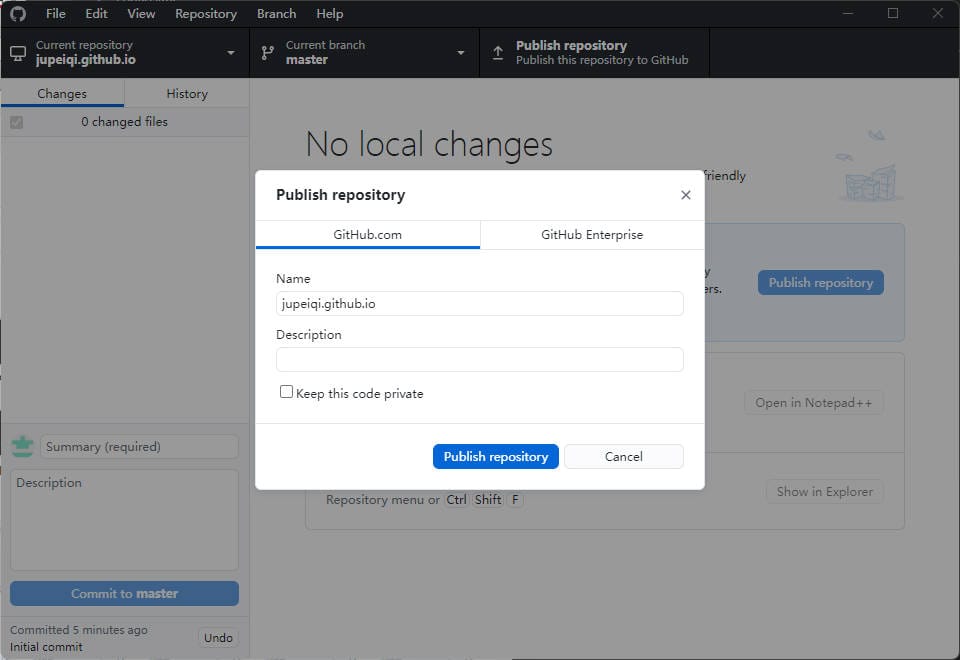 File Edit View Repository Branch Help
Current repository
jupeiqi.github.io
Current branch
master
Publish repository
Publish this repository to GitHub
Changes History
0 changed files
No local changes
friendly
Publish repository
GitHub.com GitHub Enterprise
Name
jupeiqi.github.io
Description
Keep this code private
Publish repository Cancel
y
ers.
Publish repository
Open in Notepad++
Repository menu or Ctrl Shift F
Show in Explorer
Summary (required)
Description
Commit to master
Committed 5 minutes ago
Initial commit
Undo